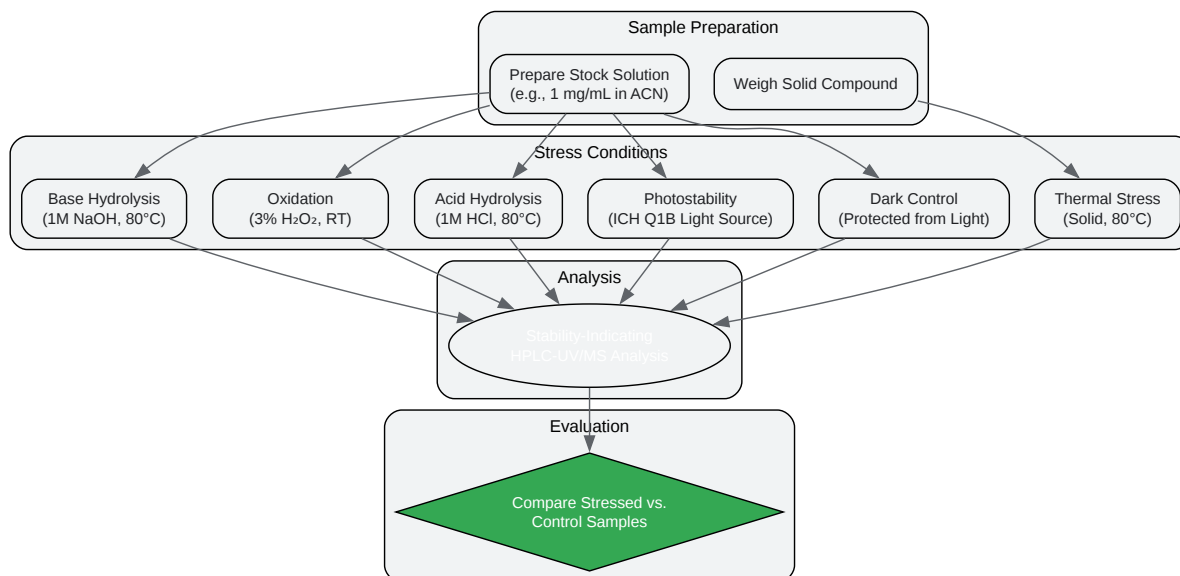 Sample Preparation
Prepare Stock Solution
(e.g., 1 mg/mL in ACN)
Weigh Solid Compound
Stress Conditions
Base Hydrolysis
(1M NaOH, 80°C)
Oxidation
(3% H₂O₂, RT)
Acid Hydrolysis
(1M HCl, 80°C)
Photostability
(ICH Q1B Light Source)
Dark Control
(Protected from Light)
Thermal Stress
(Solid, 80°C)
Analysis
Stability-Indicating
HPLC-UV/MS Analysis
Evaluation
Compare Stressed vs.
Control Samples